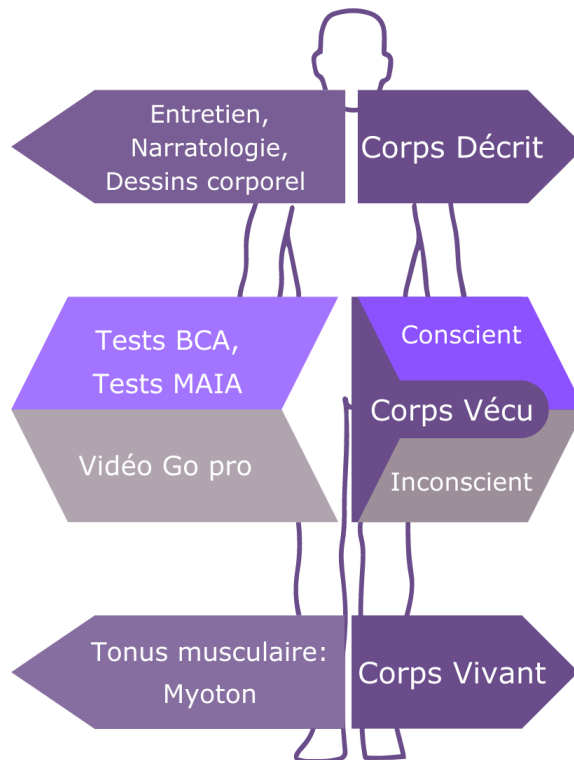 Entretien,
Narratologie,
Dessins corporel
Corps Décrit
Tests BCA,
Tests MAIA
Vidéo Go pro
Conscient
Corps Vécu
Inconscient
Tonus musculaire:
Myoton
Corps Vivant